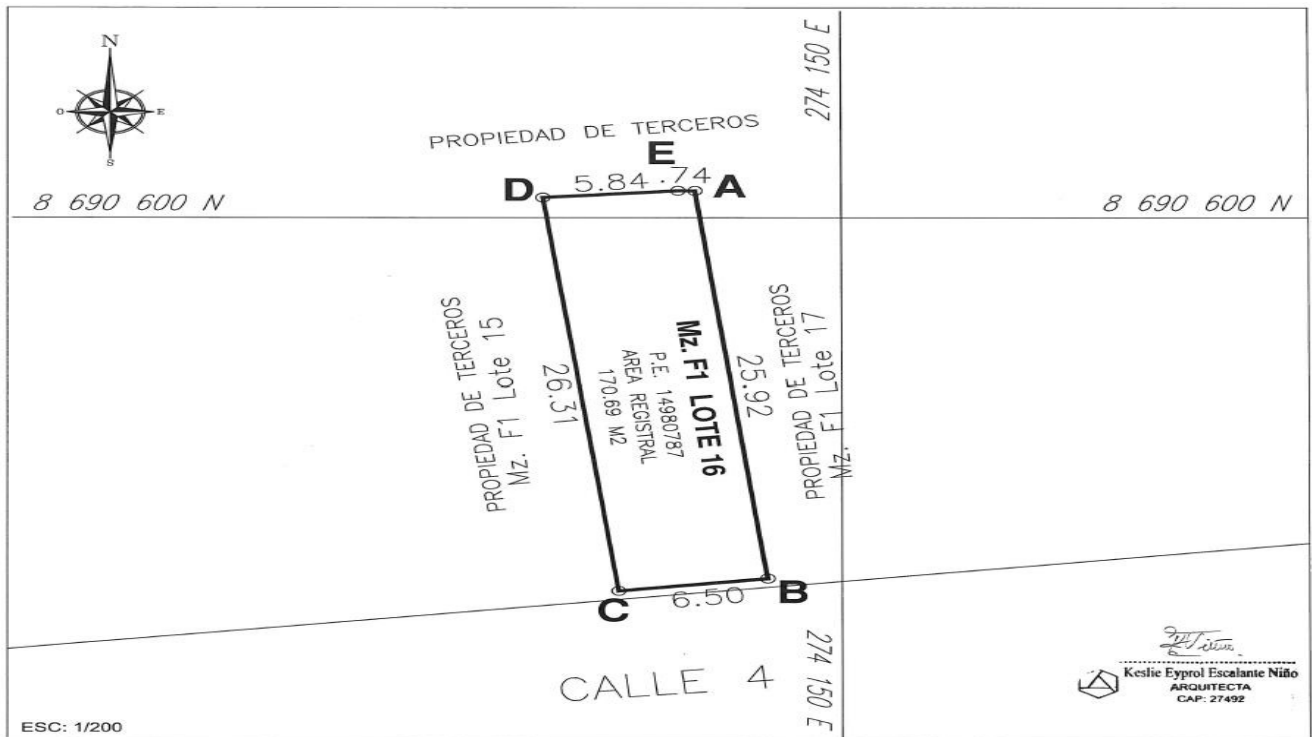 N
O
E
S
274 150 E
PROPIEDAD DE TERCEROS
E
D
5.84
.74
A
8 690 600 N
8 690 600 N
PROPIEDAD DE TERCEROS
Mz. F1 Lote 15
26.31
Mz. F1 LOTE 16
P.E. 14980787
AREA REGISTRAL
170.69 M2
25.92
PROPIEDAD DE TERCEROS
Mz. F1 Lote 17
C
6.50
B
CALLE 4
274 150 E
Keslie Eyprol Escalante Niño
ARQUITECTA
CAP: 27492
ESC: 1/200